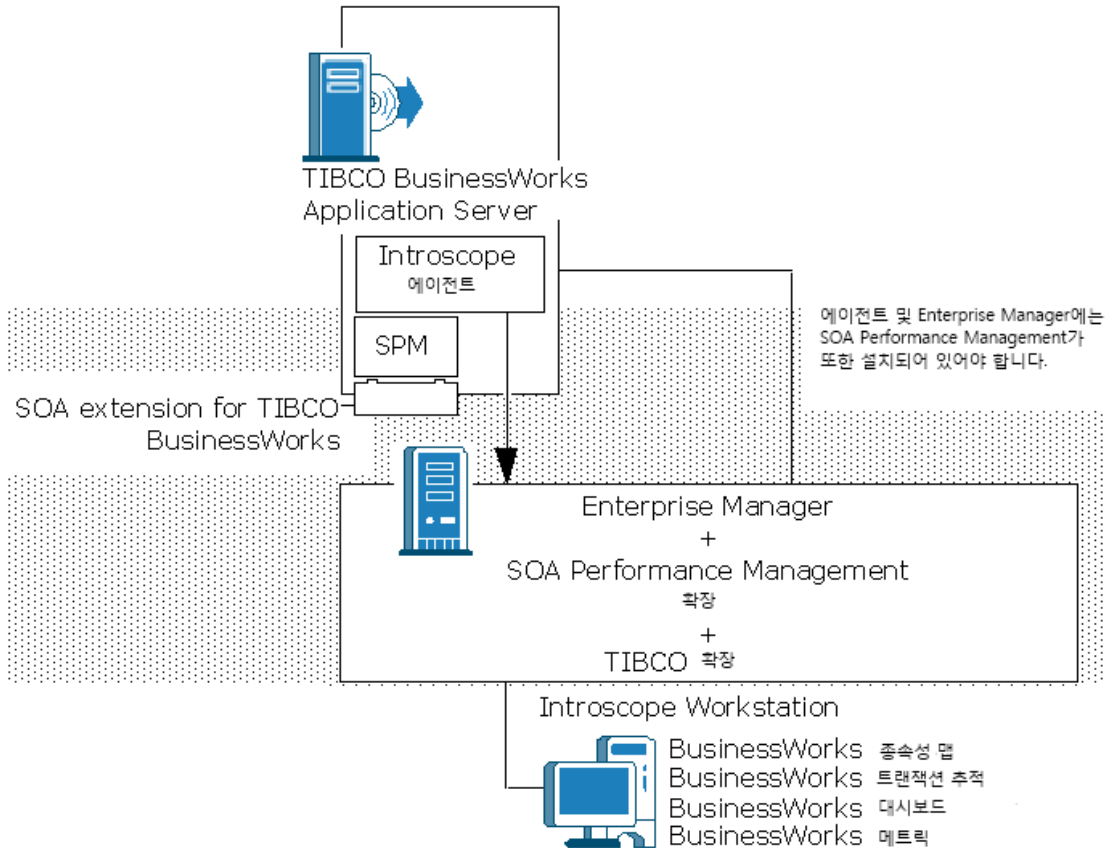 TIBCO BusinessWorks
Application Server
Introscope
에이전트
SPM
SOA extension for TIBCO
BusinessWorks
에이전트 및 Enterprise Manager에는
SOA Performance Management가
또한 설치되어 있어야 합니다.
Enterprise Manager
+
SOA Performance Management
확장
+
TIBCO 확장
Introscope Workstation
BusinessWorks 종속성 맵
BusinessWorks 트랜잭션 추적
BusinessWorks 대시보드
BusinessWorks 메트릭